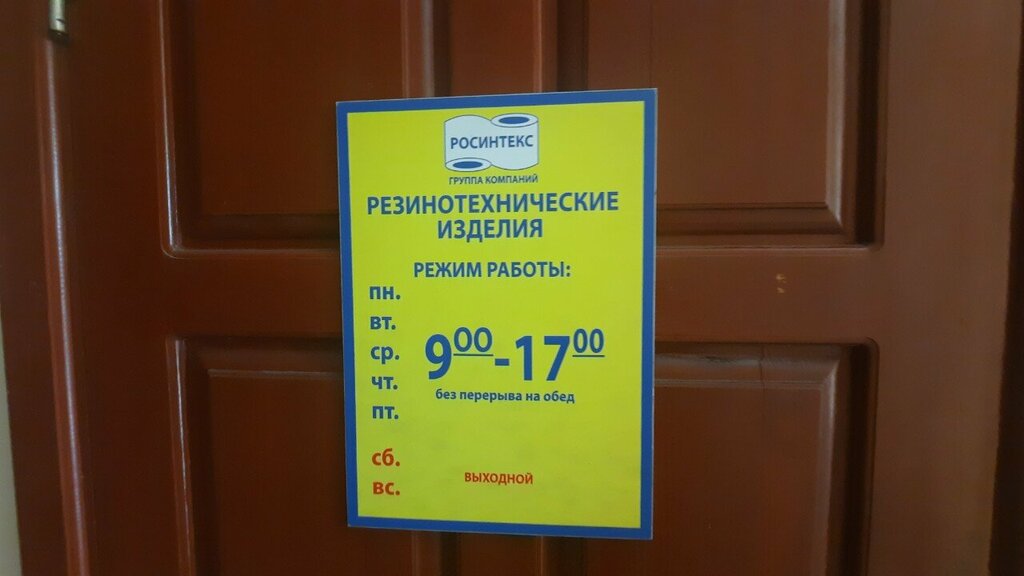 РОСИНТЕКС
ГРУППА КОМПАНИЙ
РЕЗИНОТЕХНИЧЕСКИЕ
ИЗДЕЛИЯ
РЕЖИМ РАБОТЫ:
пн.
вт.
ср.
чт.
пт.
900-1700
без перерыва на обед
сб.
вс.
ВЫХОДНОЙ